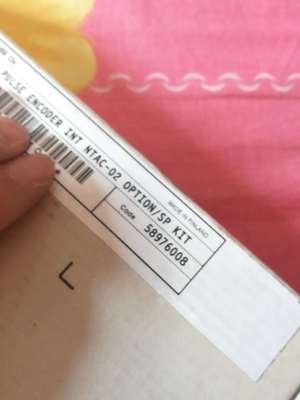 MADE IN FINLAND
PULSE ENCODER INT NTAC-02 OPTION/SP KIT
Code 58976008
L